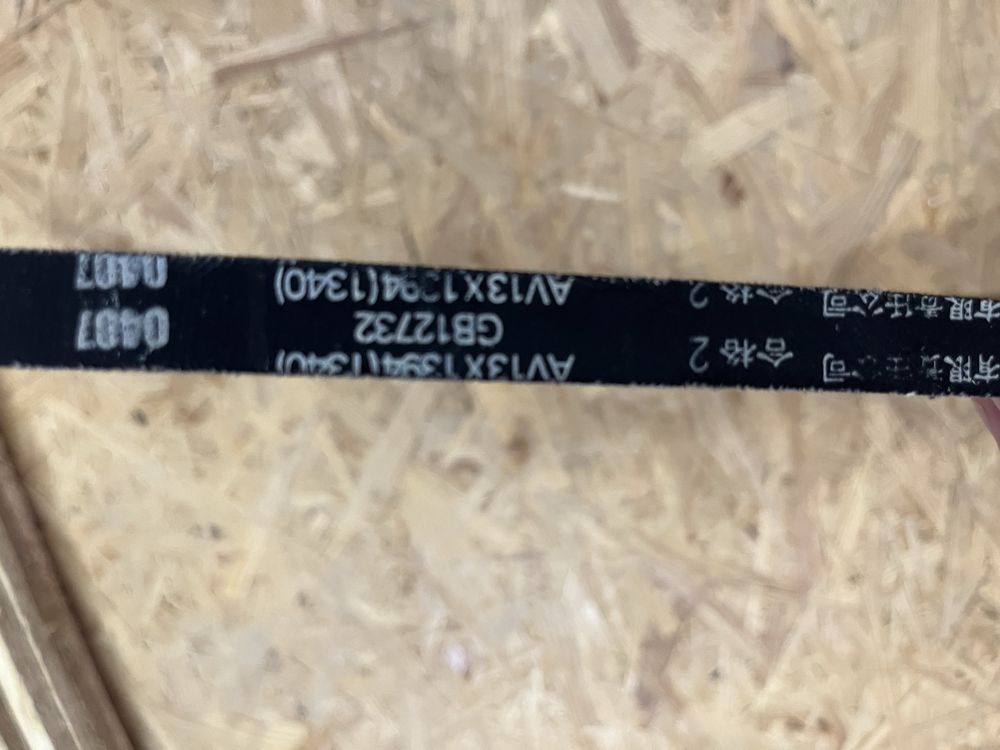 有限责任公司 合格 2 AV13X1394(1340)
GB12732 0407
有限责任公司 合格 2 AV13X1394(1340) 0407